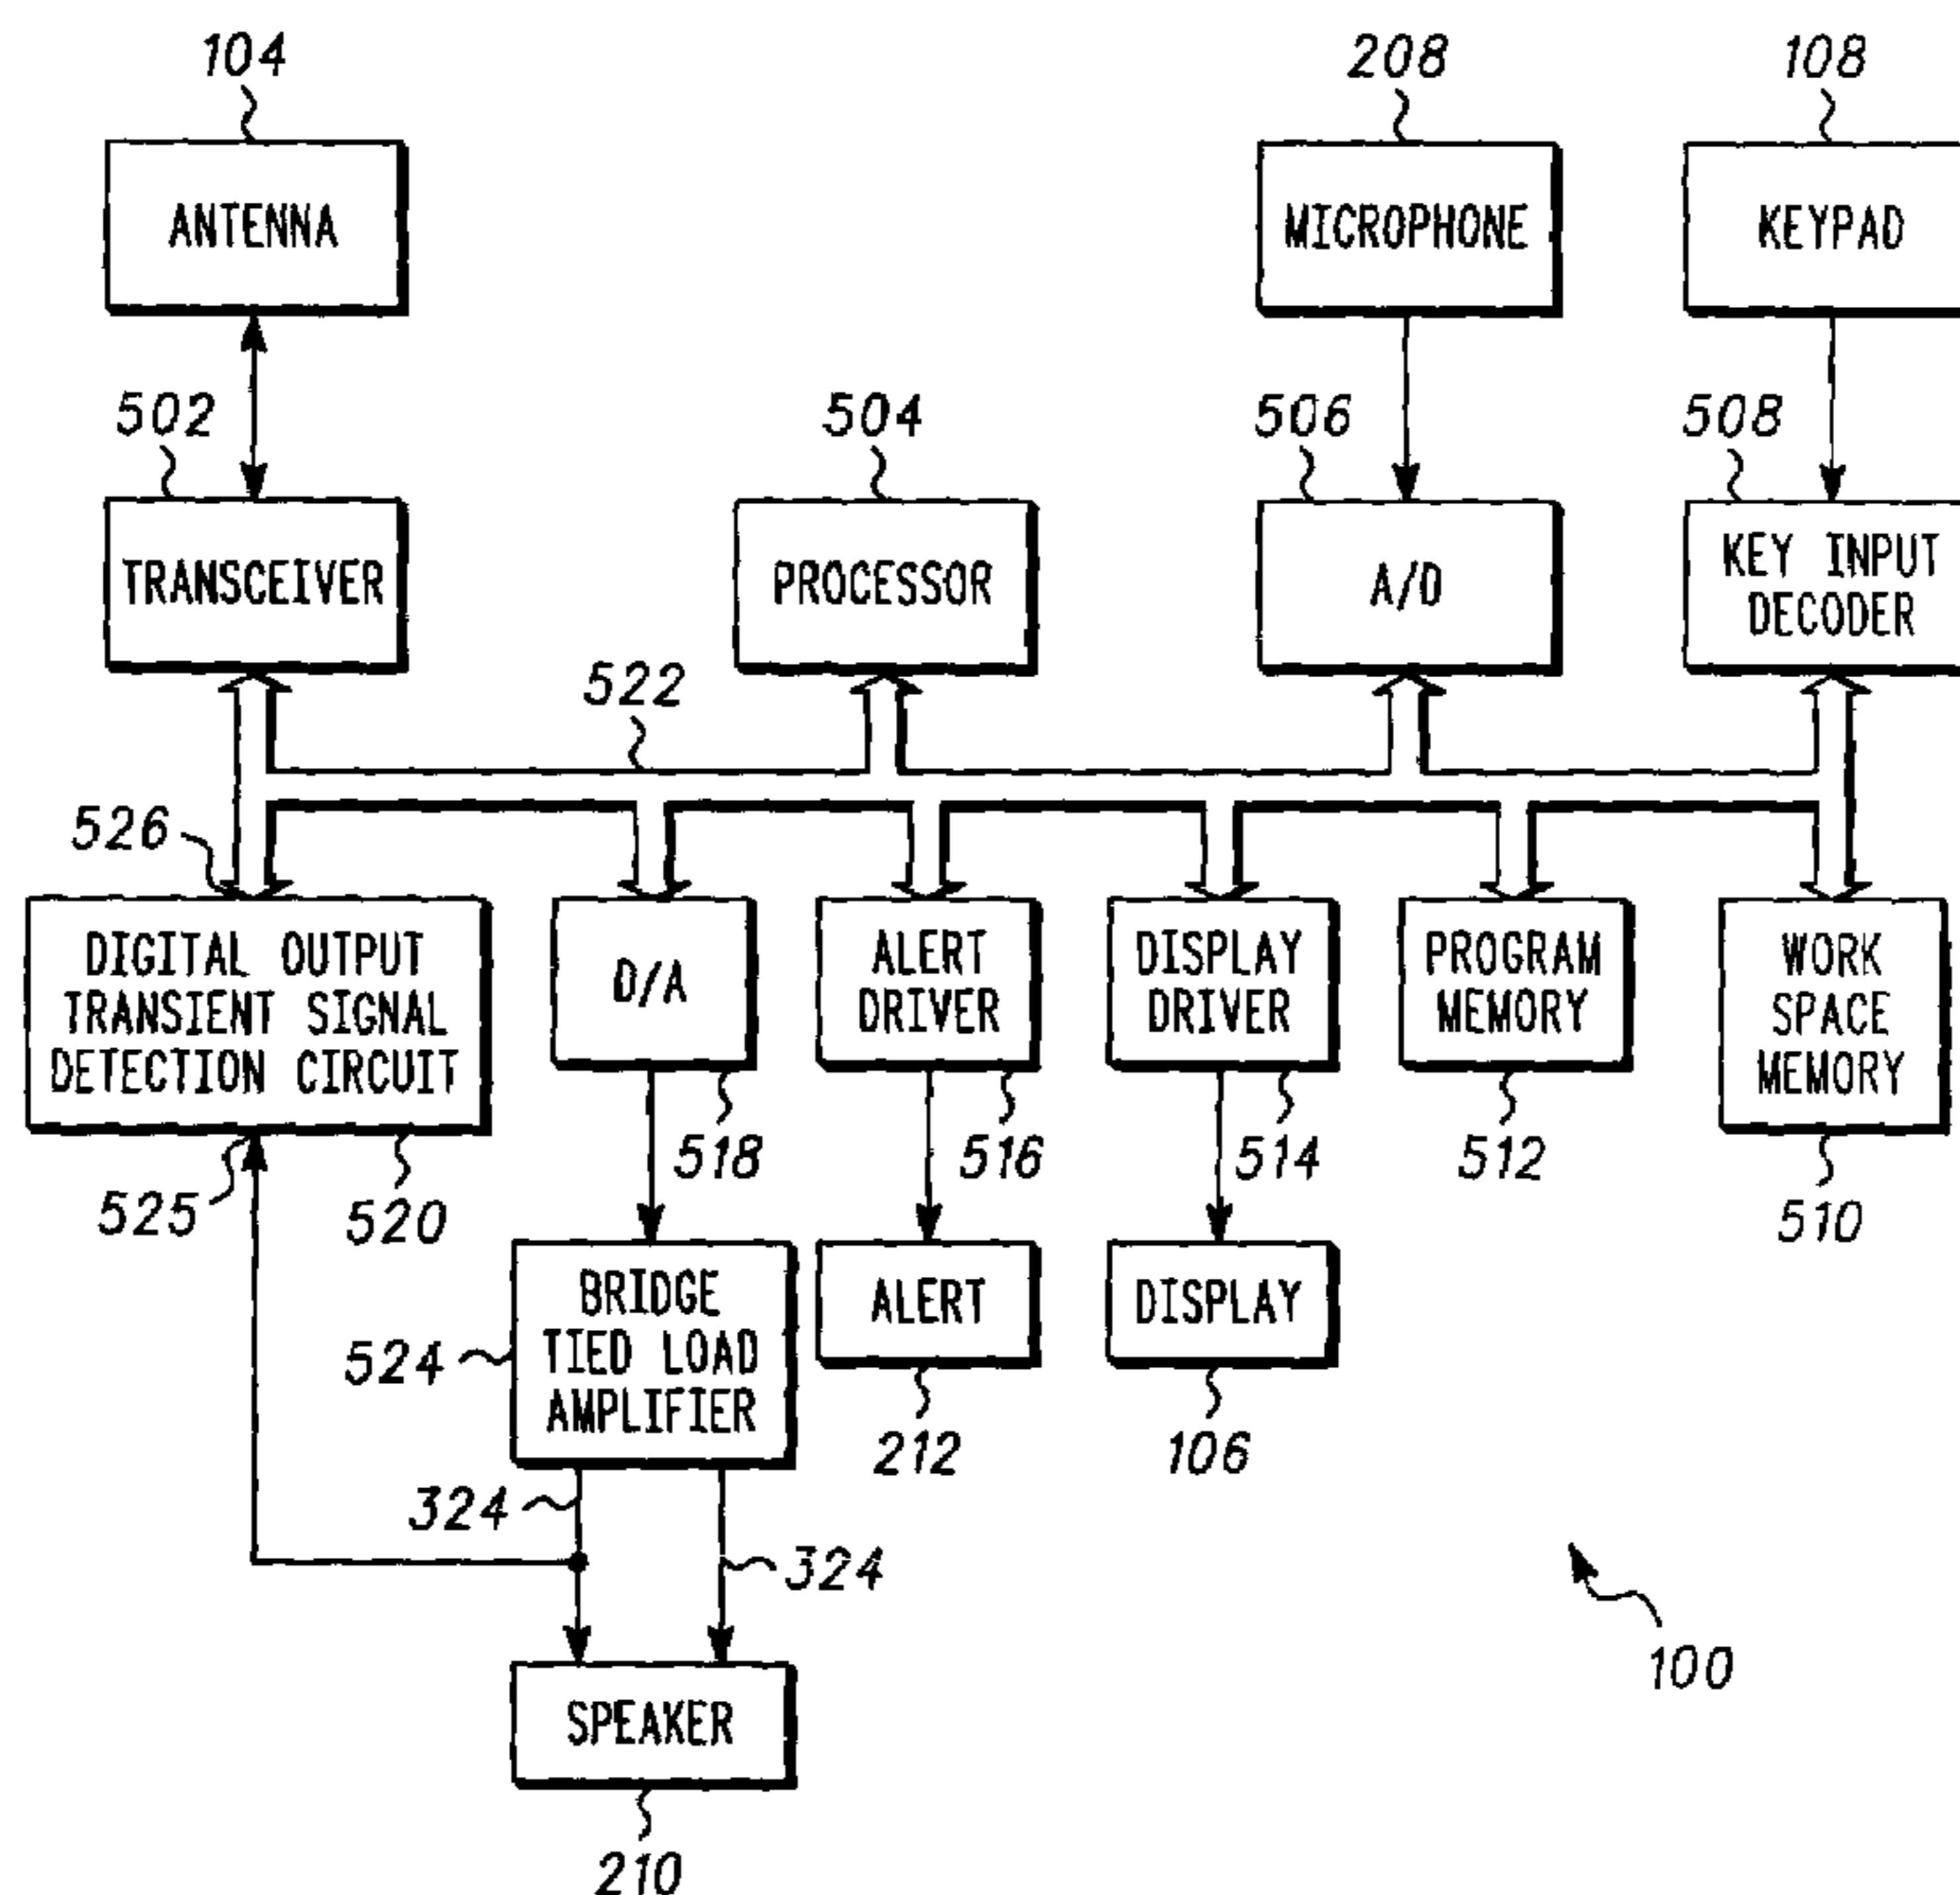 104
208
108
ANTENNA
MICROPHONE
KEYPAD
502
504
506
508
TRANSCEIVER
PROCESSOR
A/D
KEY INPUT
DECODER
522
526
DIGITAL OUTPUT
TRANSIENT SIGNAL
DETECTION CIRCUIT
D/A
ALERT
DRIVER
DISPLAY
DRIVER
PROGRAM
MEMORY
WORK
SPACE
MEMORY
525
520
518
516
514
512
510
524
BRIDGE
TIED LOAD
AMPLIFIER
ALERT
DISPLAY
212
106
324
324
SPEAKER
100
210